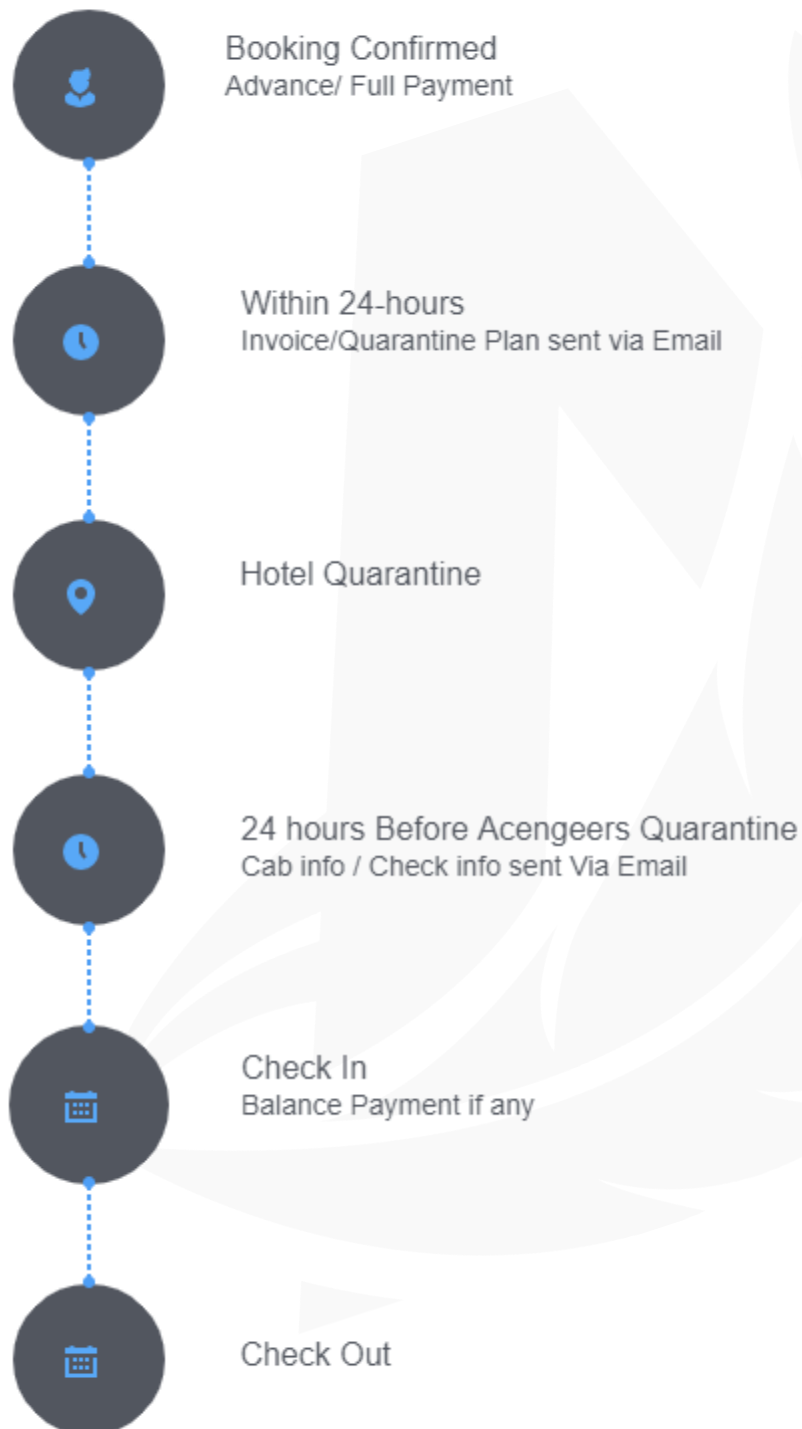 Booking Confirmed
Advance/ Full Payment
Within 24-hours
Invoice/Quarantine Plan sent via Email
Hotel Quarantine
24 hours Before Acengeers Quarantine
Cab info / Check info sent Via Email
Check In
Balance Payment if any
Check Out